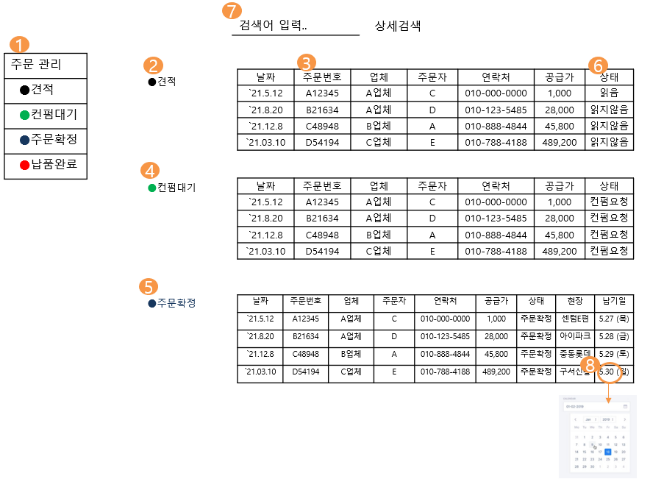 7
검색어 입력.. 상세검색
1
주문 관리
견적
컨펌대기
주문확정
납품완료
2
견적
3
6
날짜 주문번호 업체 주문자 연락처 공급가 상태
`21.5.12 A12345 A업체 C 010-000-0000 1,000 읽음
`21.8.20 B21634 A업체 D 010-123-5485 28,000 읽지않음
`21.12.8 C48948 B업체 A 010-888-4844 45,800 읽지않음
`21.03.10 D54194 C업체 E 010-788-4188 489,200 읽지않음
4
컨펌대기
날짜 주문번호 업체 주문자 연락처 공급가 상태
`21.5.12 A12345 A업체 C 010-000-0000 1,000 컨펌요청
`21.8.20 B21634 A업체 D 010-123-5485 28,000 컨펌요청
`21.12.8 C48948 B업체 A 010-888-4844 45,800 컨펌요청
`21.03.10 D54194 C업체 E 010-788-4188 489,200 컨펌요청
5
주문확정
날짜 주문번호 업체 주문자 연락처 공급가 상태 현장 납기일
`21.5.12 A12345 A업체 C 010-000-0000 1,000 주문확정 센텀E편 5.27 (목)
`21.8.20 B21634 A업체 D 010-123-5485 28,000 주문확정 아이파크 5.28 (금)
`21.12.8 C48948 B업체 A 010-888-4844 45,800 주문확정 중동롯데 5.29 (토)
`21.03.10 D54194 C업체 E 010-788-4188 489,200 주문확정 5.30 (일)
8